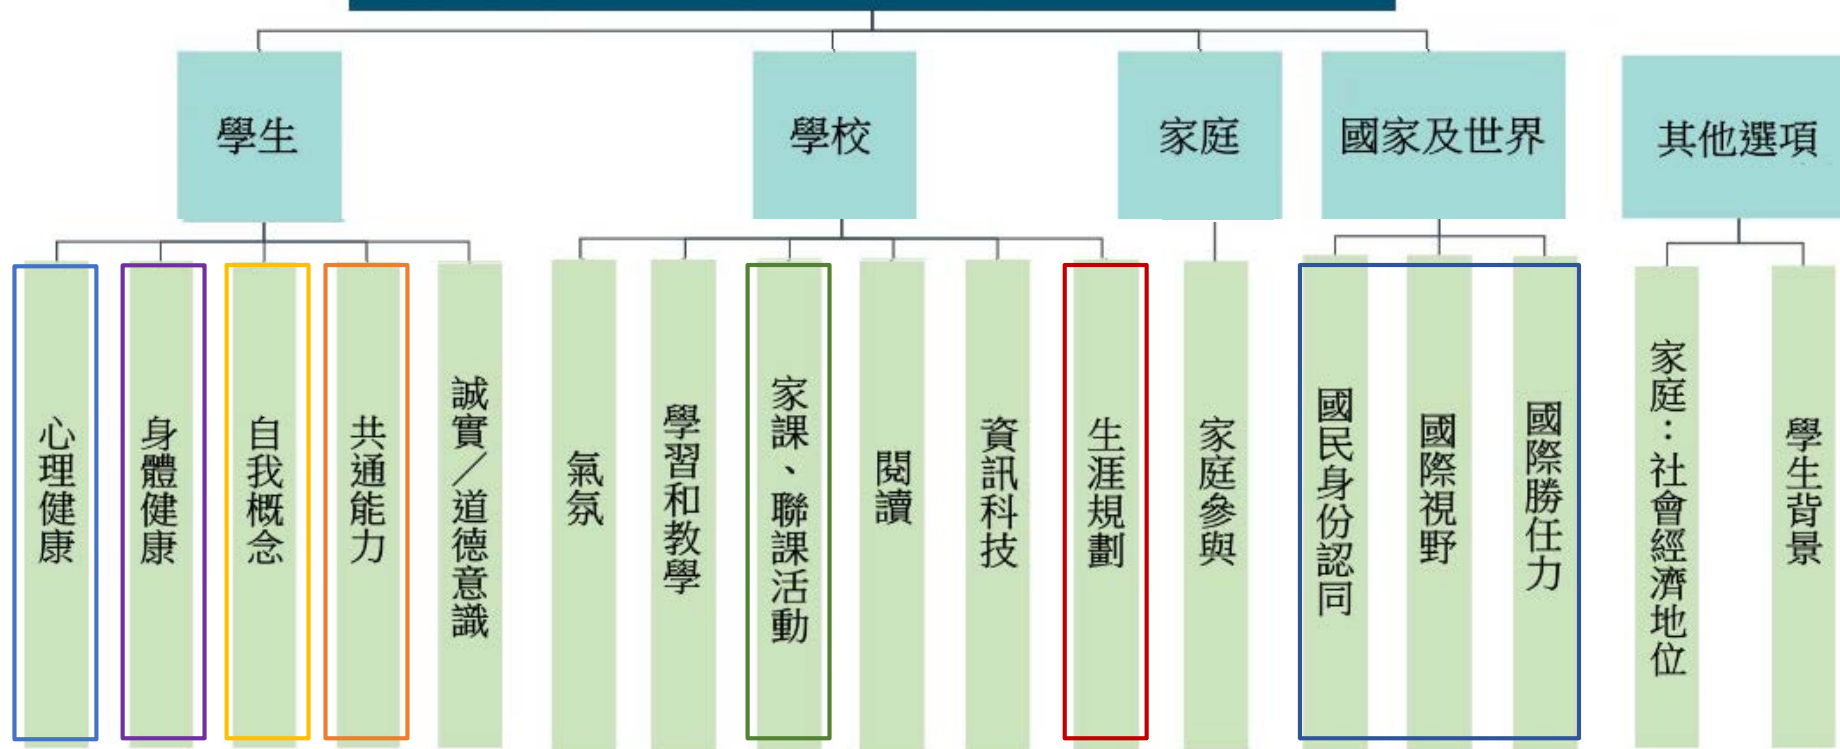 學生
學校
家庭
國家及世界
其他選項
心理健康
身體健康
自我概念
共通能力
誠實／道德意識
氣氛
學習和教學
家課、聯課活動
閱讀
資訊科技
生涯規劃
家庭參與
國民身份認同
國際視野
國際勝任力
家庭：社會經濟地位
學生背景